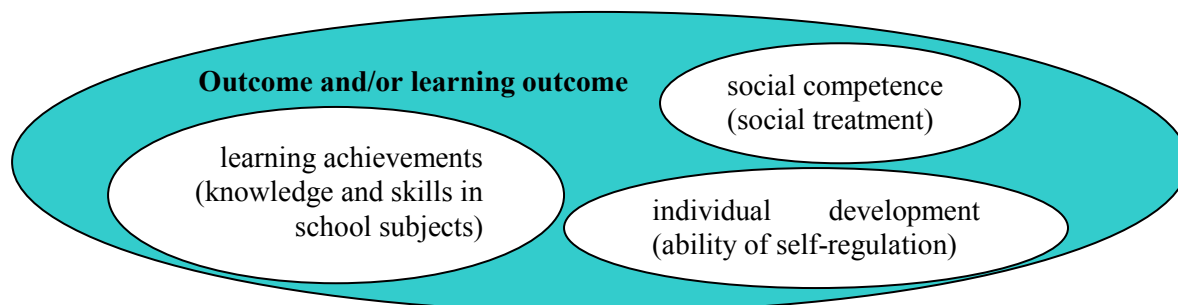 Outcome and/or learning outcome
social competence
(social treatment)
learning achievements
(knowledge and skills in
school subjects)
individual development
(ability of self-regulation)